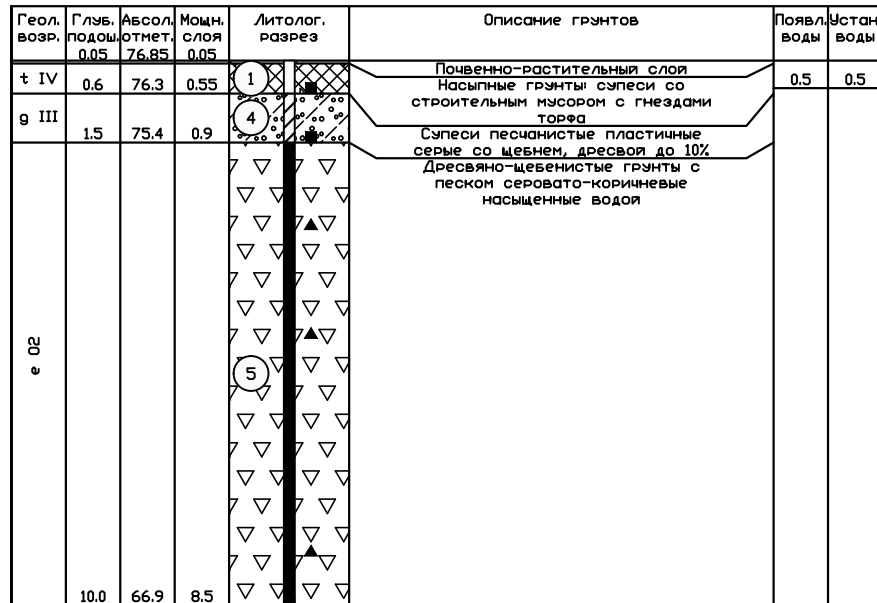 Геол. Глуб. Абсол. Мощн. Литолог. Описание грунтов Появл. Устан
возр. подош. отмет. слоя разрез воды воды
0.05 76.85 0.05
Почвенно-растительный слой
t IV 0.6 76.3 0.55 1 Насыпные грунты: супеси со 0.5 0.5
строительным мусором с гнездами
торфа
g III 1.5 75.4 0.9 4 Супеси песчанистые пластичные
серые со щебнем, дресвой до 10%
Дресвяно-щебенистые грунты с
песком серовато-коричневые
насыщенные водой
e O2
5
10.0 66.9 8.5